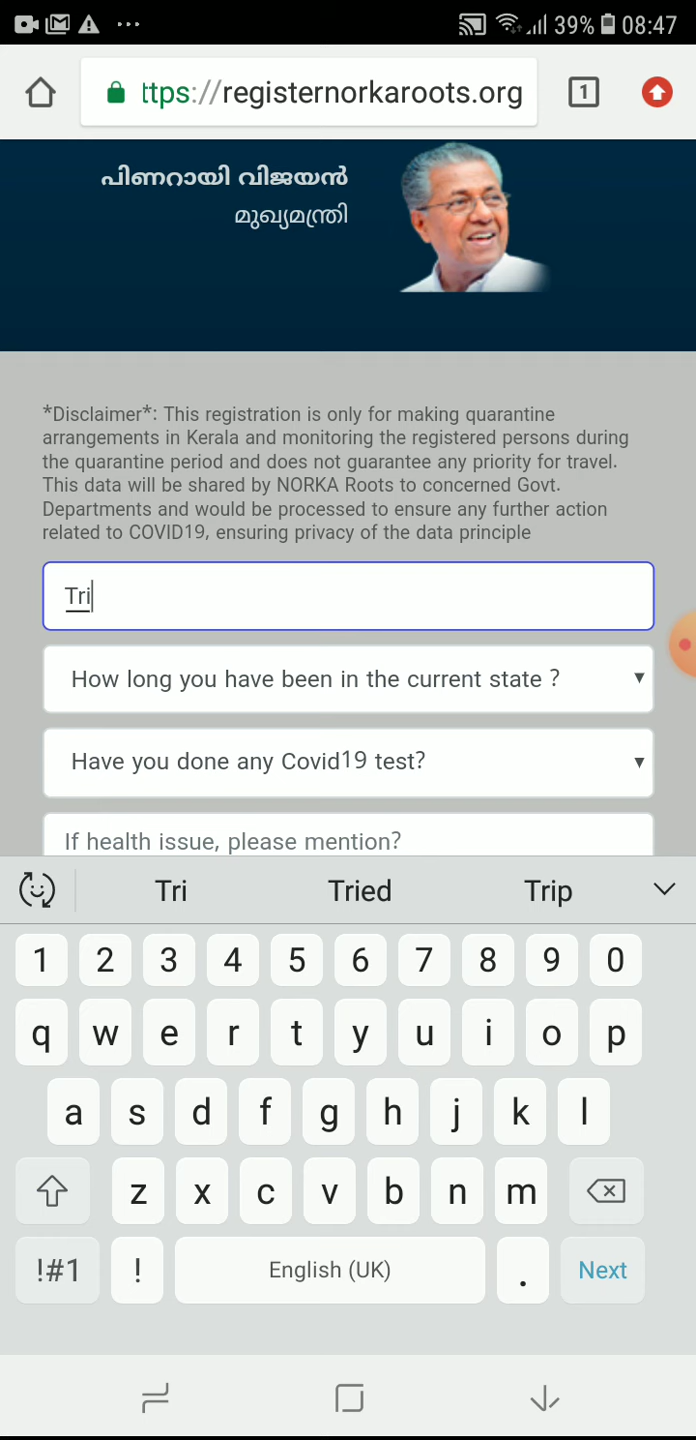 39% 08:47
ttps://registernorkaroots.org 1
പിണറായി വിജയൻ
മുഖ്യമന്ത്രി
*Disclaimer*: This registration is only for making quarantine
arrangements in Kerala and monitoring the registered persons during
the quarantine period and does not guarantee any priority for travel.
This data will be shared by NORKA Roots to concerned Govt.
Departments and would be processed to ensure any further action
related to COVID19, ensuring privacy of the data principle
Tri
How long you have been in the current state ?
Have you done any Covid19 test?
If health issue, please mention?
Tri Tried Trip
1 2 3 4 5 6 7 8 9 0
q w e r t y u i o p
a s d f g h j k l
z x c v b n m
!#1 ! English (UK) . Next